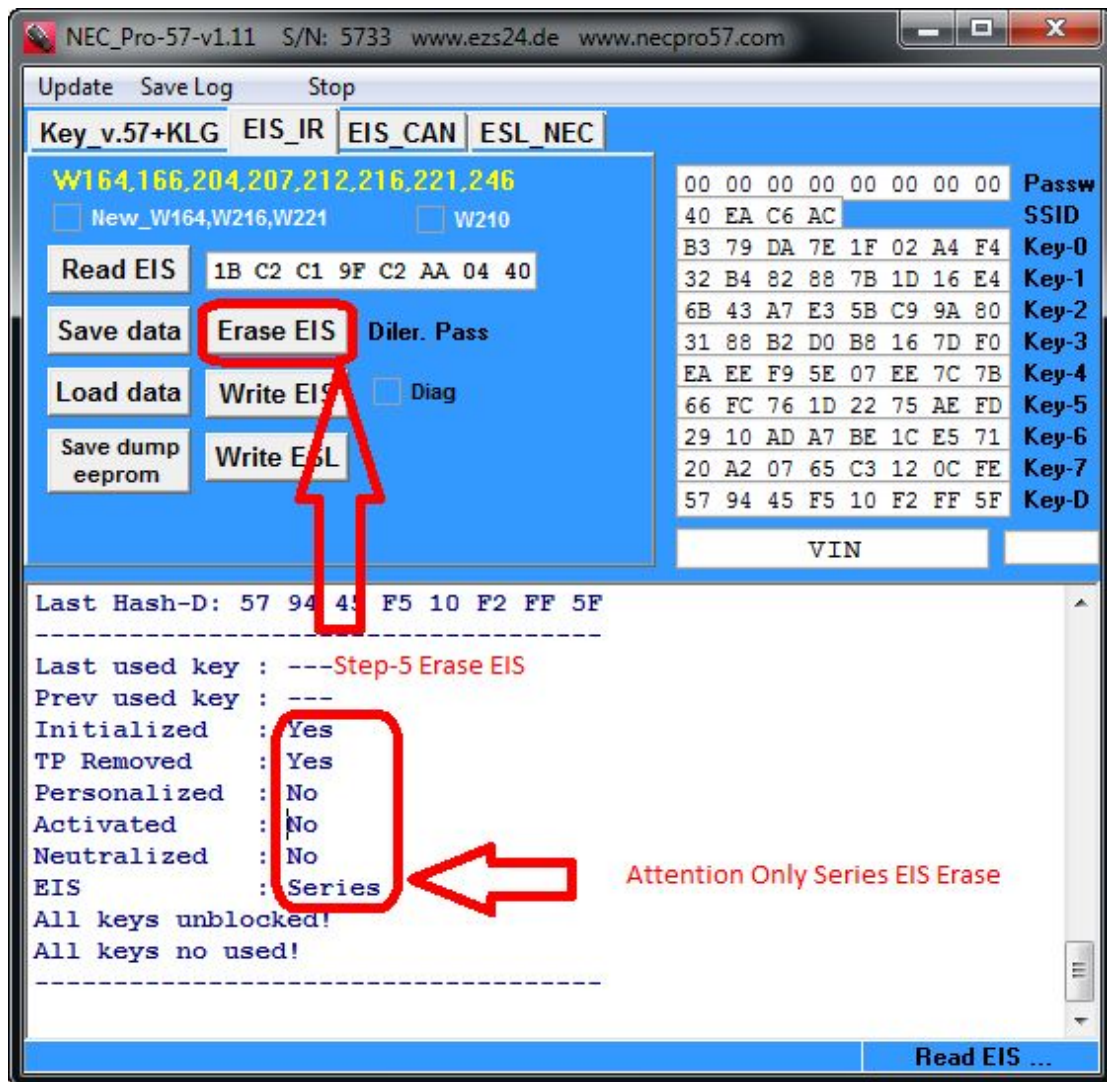 NEC_Pro-57-v1.11 S/N: 5733 www.ezs24.de www.necpro57.com
Update Save Log Stop
Key_v.57+KLG EIS_IR EIS_CAN ESL_NEC
W164,166,204,207,212,216,221,246
New_W164,W216,W221 W210
Read EIS 1B C2 C1 9F C2 AA 04 40
Save data Erase EIS Diler. Pass
Load data Write EIS Diag
Save dump
eeprom
Write ESL
00 00 00 00 00 00 00 00 Passw
40 EA C6 AC SSID
B3 79 DA 7E 1F 02 A4 F4 Key-0
32 B4 82 88 7B 1D 16 E4 Key-1
6B 43 A7 E3 5B C9 9A 80 Key-2
31 88 B2 D0 B8 16 7D F0 Key-3
EA EE F9 5E 07 EE 7C 7B Key-4
66 FC 76 1D 22 75 AE FD Key-5
29 10 AD A7 BE 1C E5 71 Key-6
20 A2 07 65 C3 12 0C FE Key-7
57 94 45 F5 10 F2 FF 5F Key-D
VIN
Last Hash-D: 57 94 45 F5 10 F2 FF 5F
-----------------------------------
Last used key : ---Step-5 Erase EIS
Prev used key : ---
Initialized : Yes
TP Removed : Yes
Personalized : No
Activated : No
Neutralized : No
EIS : Series
Attention Only Series EIS Erase
All keys unblocked!
All keys no used!
-----------------------------------
Read EIS ...